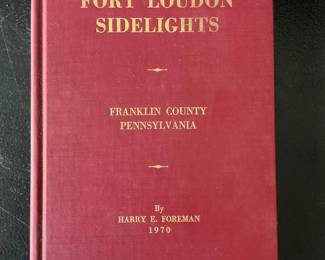 FORT LOUDON
SIDELIGHTS
FRANKLIN COUNTY
PENNSYLVANIA
By
HARRY E. FOREMAN
1970